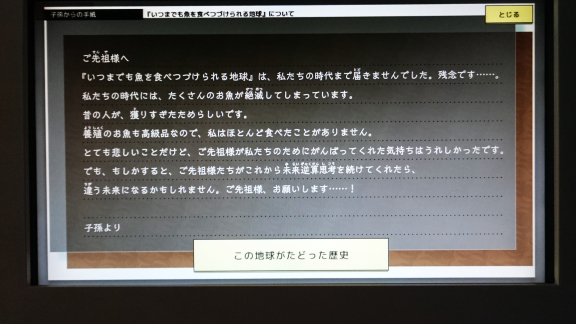 子孫からの手紙
『いつまでも魚を食べつづけられる地球』について
とじる
ご先祖様へ
『いつまでも魚を食べつづけられる地球』は、私たちの時代まで届きませんでした。残念です……。
私たちの時代には、たくさんのお魚が絶滅してしまっています。
昔の人が、獲りすぎたためらしいです。
養殖のお魚も高級品なので、私はほとんど食べたことがありません。
とても悲しいことだけど、ご先祖様が私たちのためにがんばってくれた気持ちはうれしかったです。
でも、もしかすると、ご先祖様たちがこれから未来逆算思考を続けてくれたら、
違う未来になるかもしれません。ご先祖様、お願いします……！
子孫より
この地球がたどった歴史